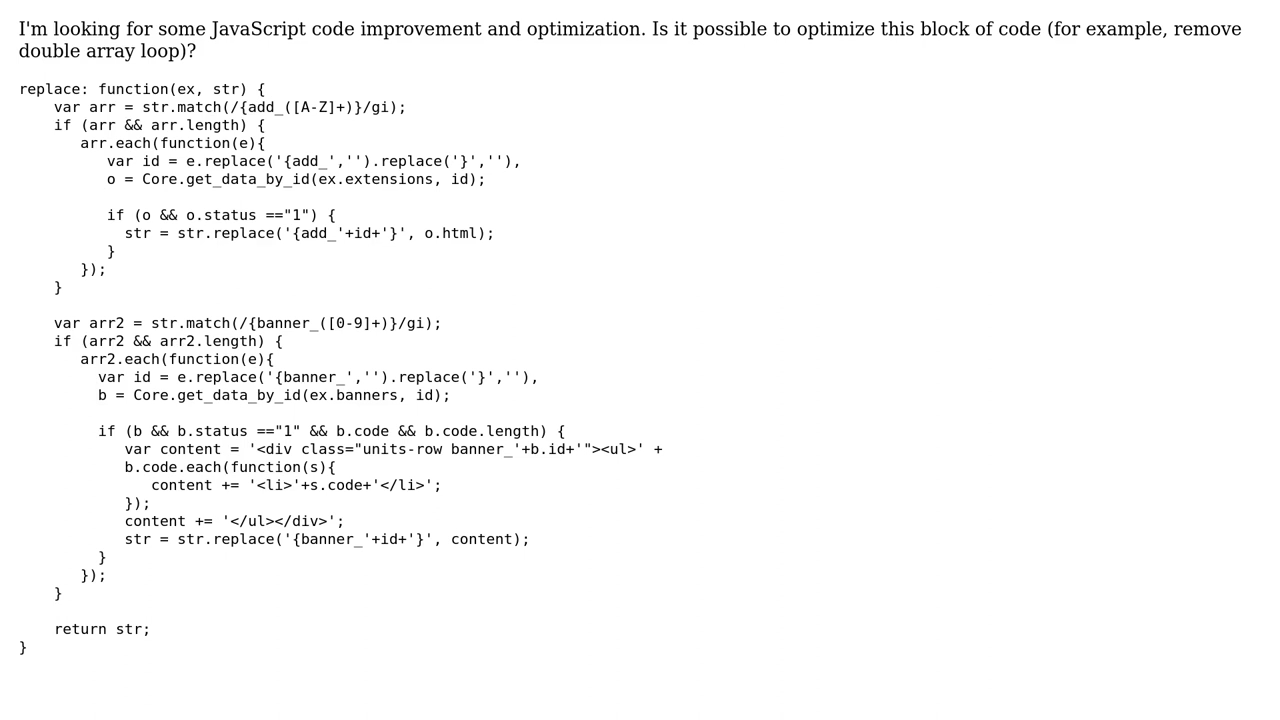 I'm looking for some JavaScript code improvement and optimization. Is it possible to optimize this block of code (for example, remove
double array loop)?
replace: function(ex, str) {
    var arr = str.match(/{add_([A-Z]+)}/gi);
    if (arr && arr.length) {
       arr.each(function(e){
          var id = e.replace('{add_','').replace('}',''),
          o = Core.get_data_by_id(ex.extensions, id);

          if (o && o.status =="1") {
            str = str.replace('{add_'+id+'}', o.html);
          }
       });
    }

    var arr2 = str.match(/{banner_([0-9]+)}/gi);
    if (arr2 && arr2.length) {
       arr2.each(function(e){
         var id = e.replace('{banner_','').replace('}',''),
         b = Core.get_data_by_id(ex.banners, id);

         if (b && b.status =="1" && b.code && b.code.length) {
            var content = '<div class="units-row banner_'+b.id+'"><ul>' +
            b.code.each(function(s){
               content += '<li>'+s.code+'</li>';
            });
            content += '</ul></div>';
            str = str.replace('{banner_'+id+'}', content);
         }
       });
    }

    return str;
}